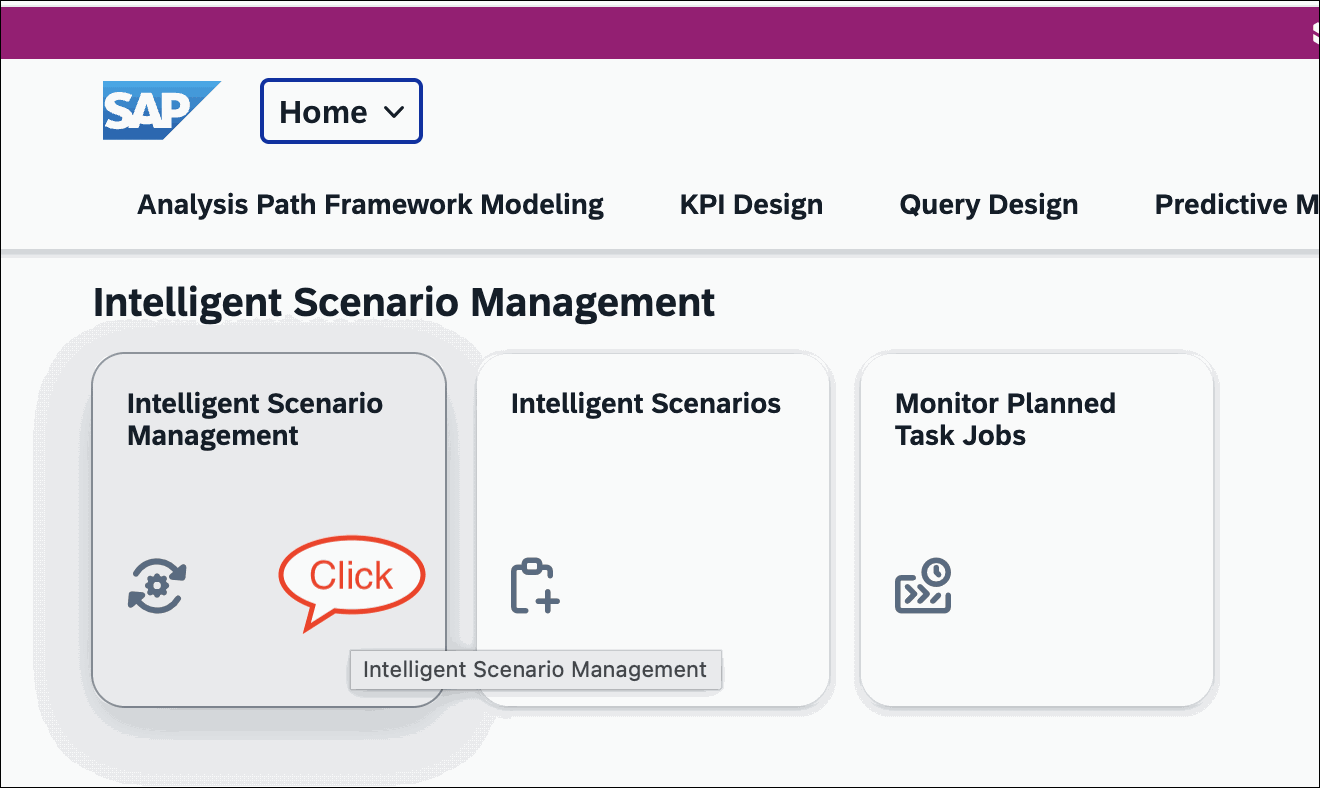 SAP
Home
Analysis Path Framework Modeling
KPI Design
Query Design
Predictive M
Intelligent Scenario Management
Intelligent Scenario
Management
Intelligent Scenarios
Monitor Planned
Task Jobs
Click
Intelligent Scenario Management